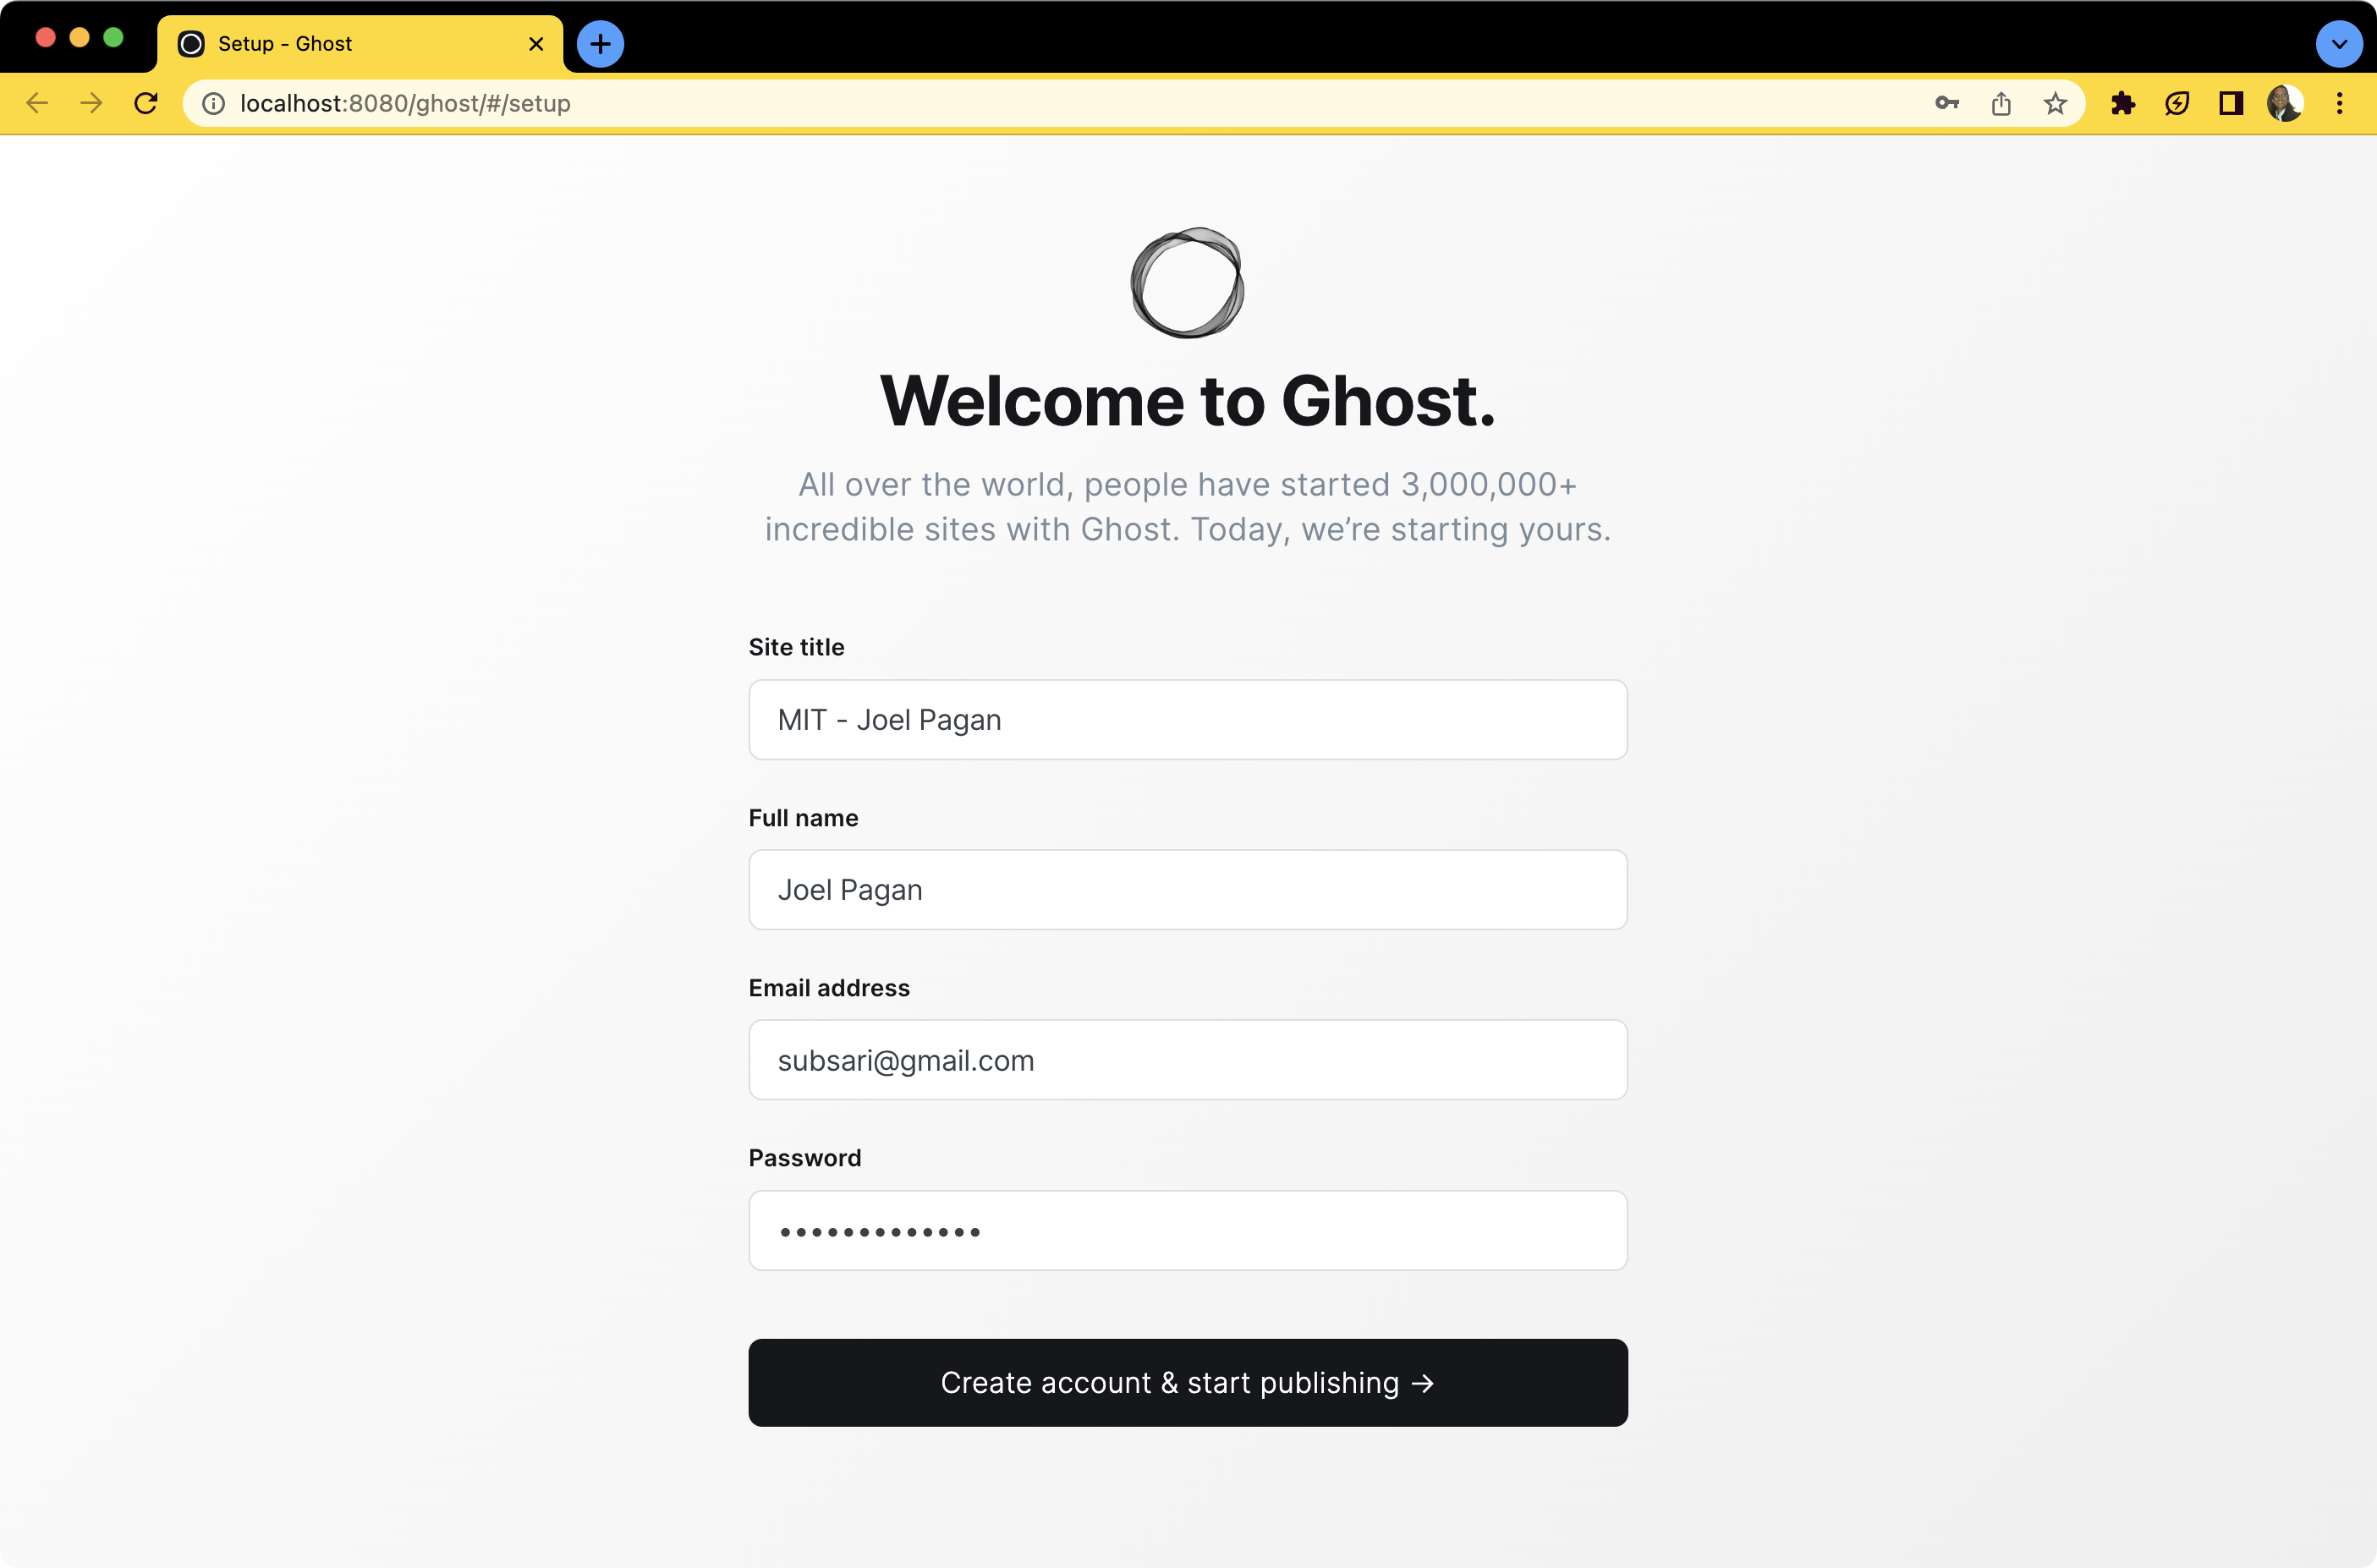 Setup - Ghost
localhost:8080/ghost/#/setup
Welcome to Ghost.
All over the world, people have started 3,000,000+
incredible sites with Ghost. Today, we’re starting yours.
Site title
MIT - Joel Pagan
Full name
Joel Pagan
Email address
subsari@gmail.com
Password
•••••••••••••
Create account & start publishing →